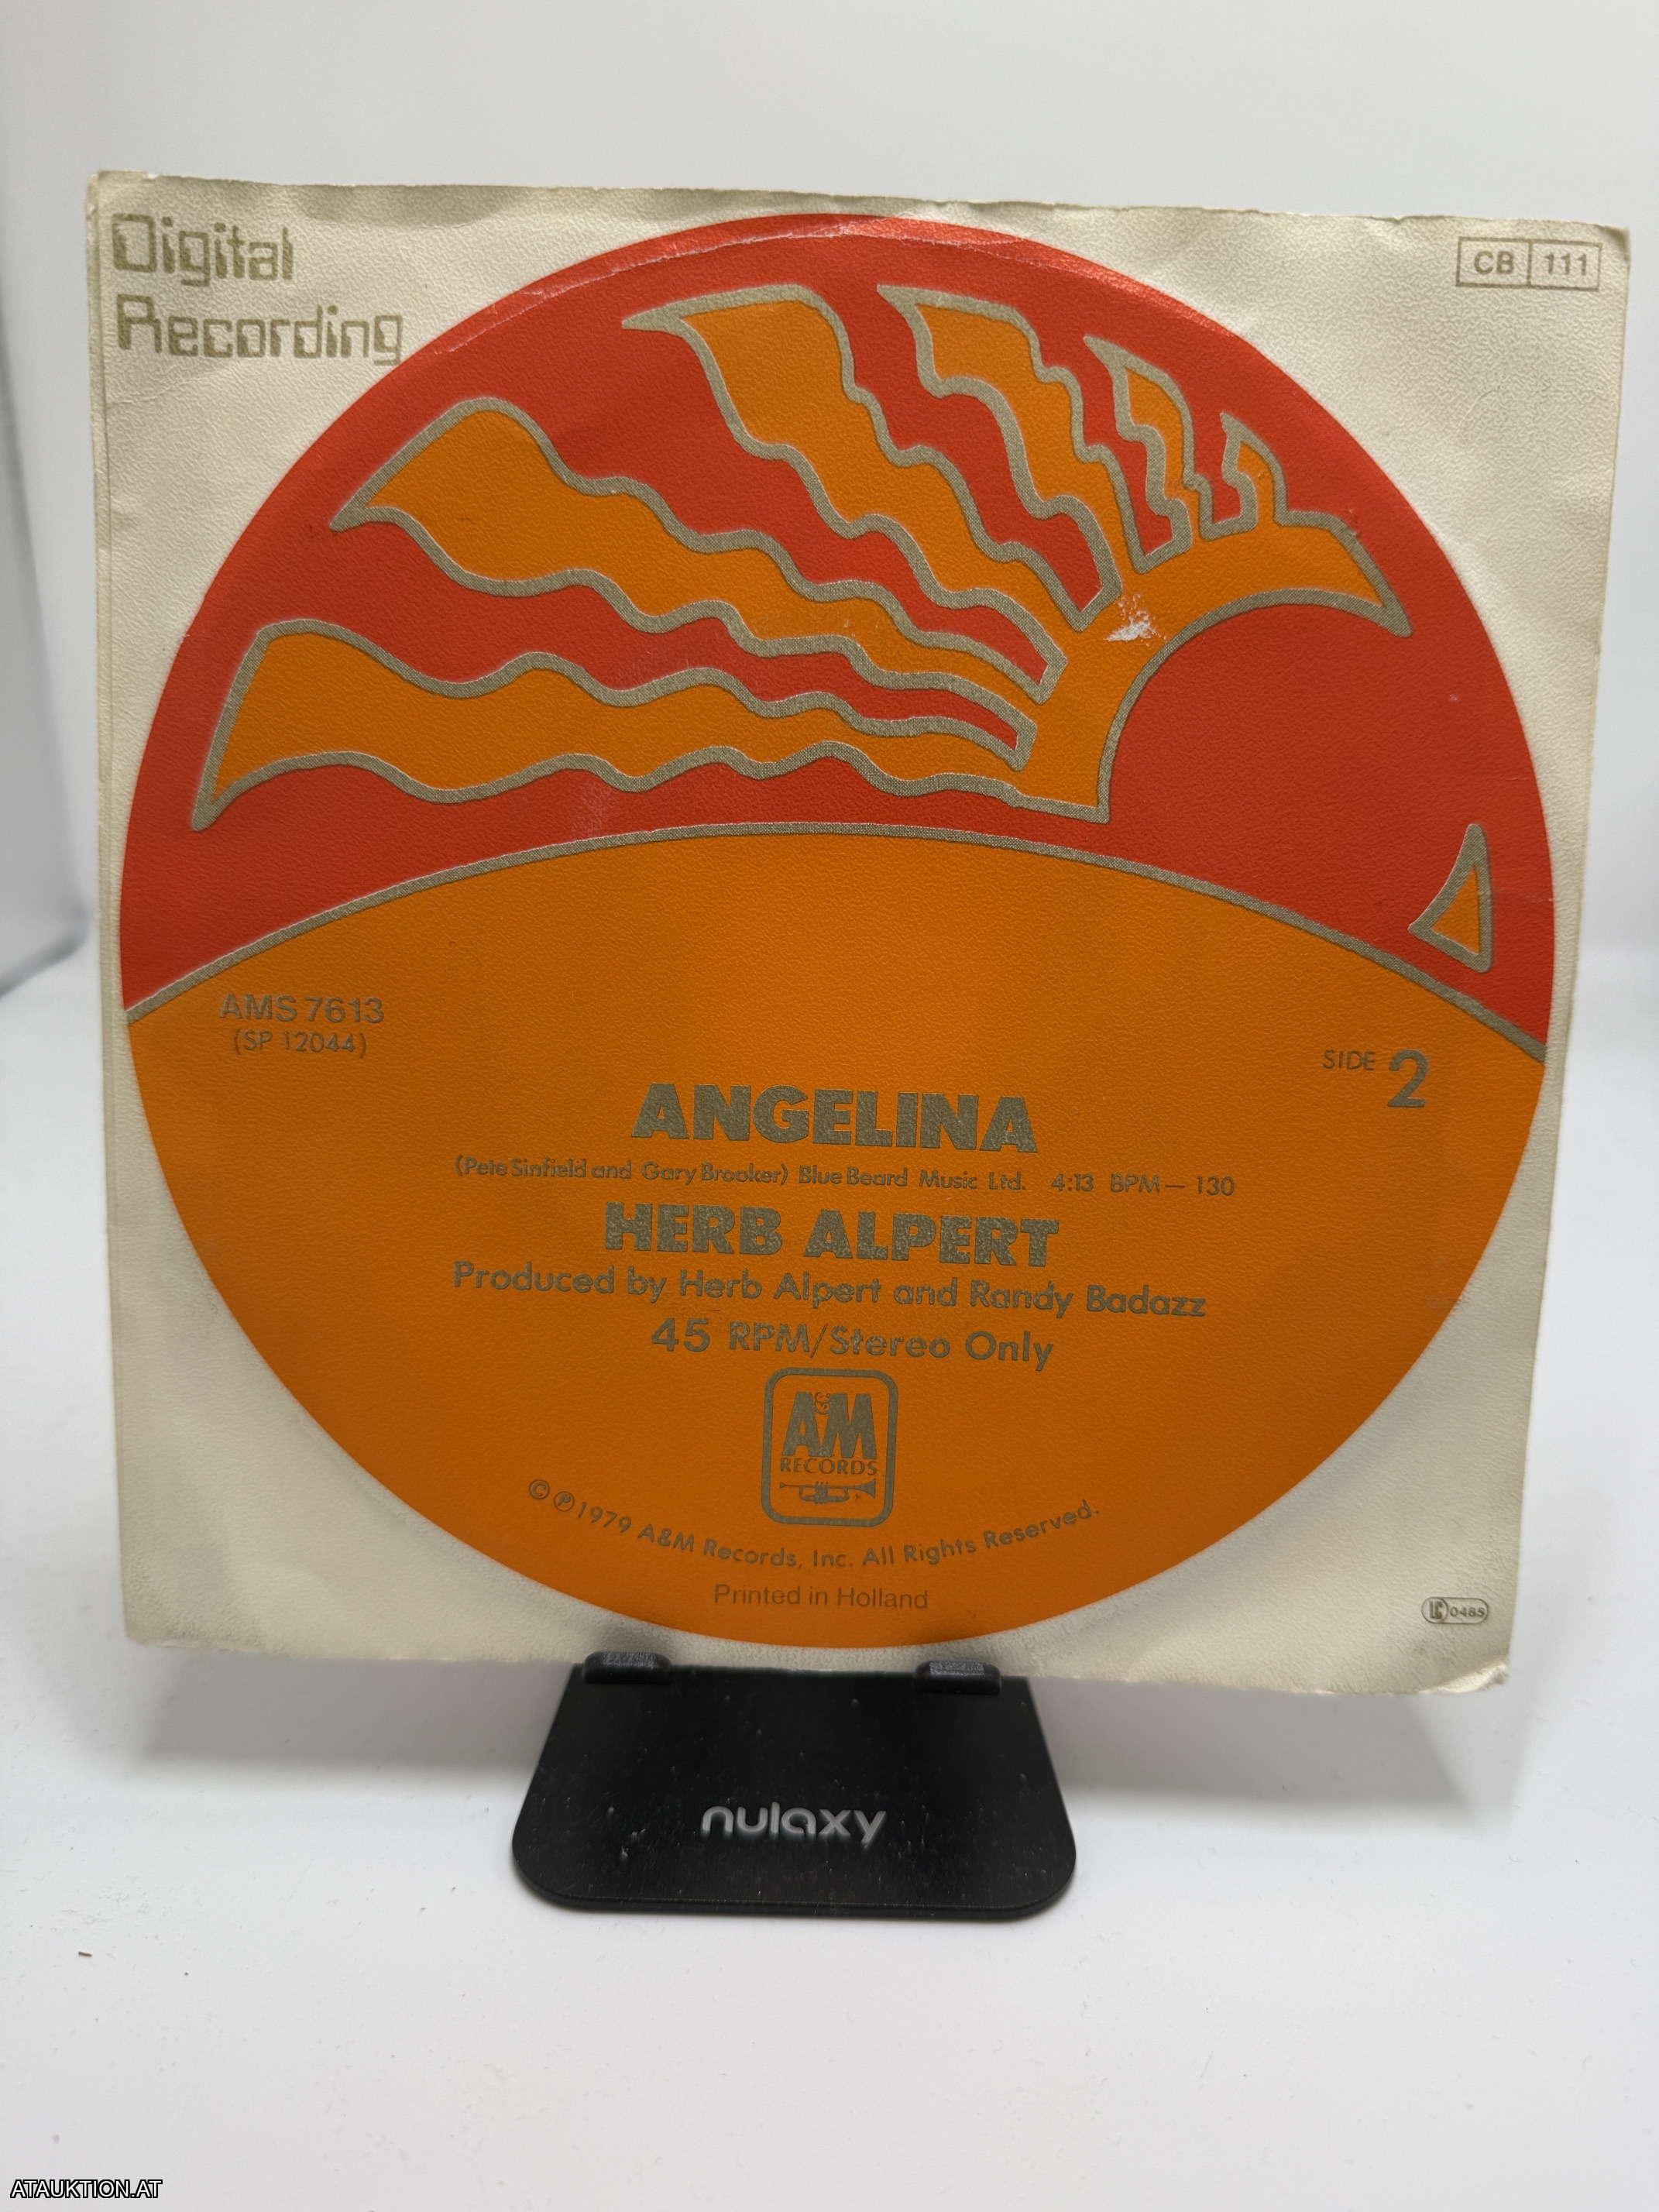 Digital
Recording
CB 111
AMS 7613
(SP 12044)
SIDE 2
ANGELINA
(Pete Sinfield and Gary Brooker) Blue Beard Music Ltd. 4:13 BPM — 130
HERB ALPERT
Produced by Herb Alpert and Randy Badazz
45 RPM/Stereo Only
A&M
RECORDS
©℗1979 A&M Records, Inc. All Rights Reserved.
Printed in Holland
LC 0485
nulaxy
ATAUKTION.AT